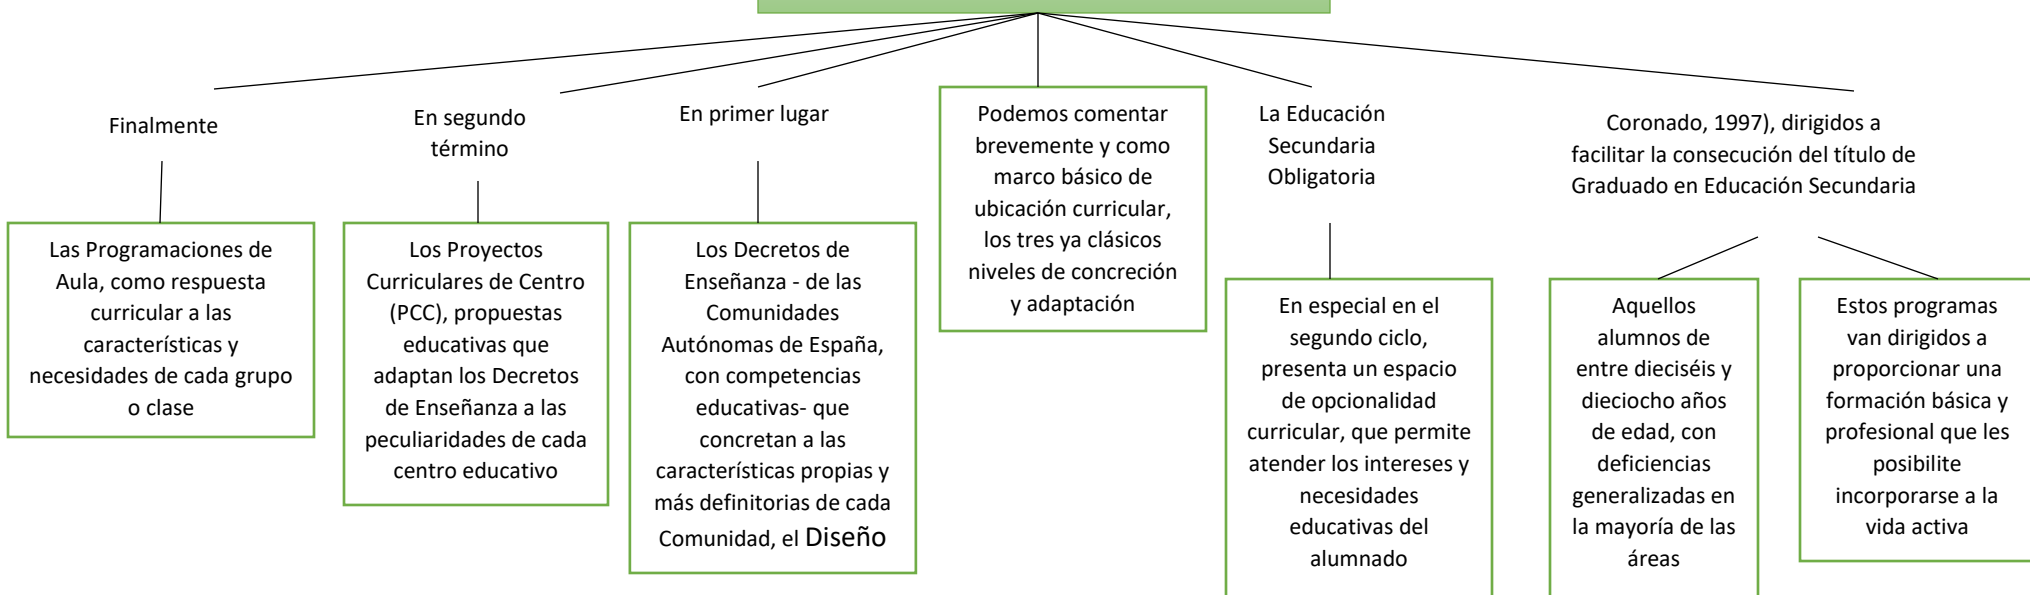 Finalmente
Las Programaciones de
Aula, como respuesta
curricular a las
características y
necesidades de cada grupo
o clase
En segundo
término
Los Proyectos
Curriculares de Centro
(PCC), propuestas
educativas que
adaptan los Decretos
de Enseñanza a las
peculiaridades de cada
centro educativo
En primer lugar
Los Decretos de
Enseñanza - de las
Comunidades
Autónomas de España,
con competencias
educativas- que
concretan a las
características propias y
más definitorias de cada
Comunidad, el Diseño
Podemos comentar
brevemente y como
marco básico de
ubicación curricular,
los tres ya clásicos
niveles de concreción
y adaptación
La Educación
Secundaria
Obligatoria
En especial en el
segundo ciclo,
presenta un espacio
de opcionalidad
curricular, que permite
atender los intereses y
necesidades
educativas del
alumnado
Coronado, 1997), dirigidos a
facilitar la consecución del título de
Graduado en Educación Secundaria
Aquellos
alumnos de
entre dieciséis y
dieciocho años
de edad, con
deficiencias
generalizadas en
la mayoría de las
áreas
Estos programas
van dirigidos a
proporcionar una
formación básica y
profesional que les
posibilite
incorporarse a la
vida activa